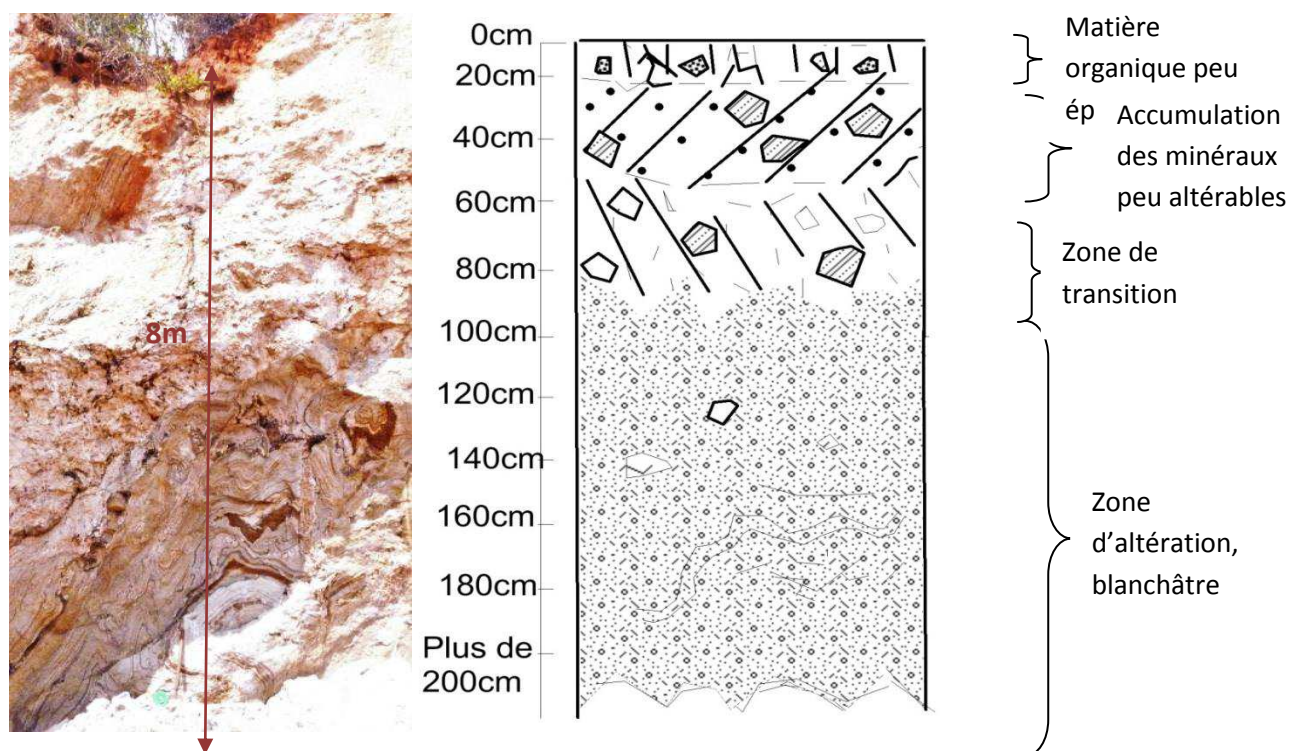 8m
0cm
20cm
40cm
60cm
80cm
100cm
120cm
140cm
160cm
180cm
Plus de
200cm
Matière
organique peu
ép
Accumulation
des minéraux
peu altérables
Zone de
transition
Zone
d’altération,
blanchâtre